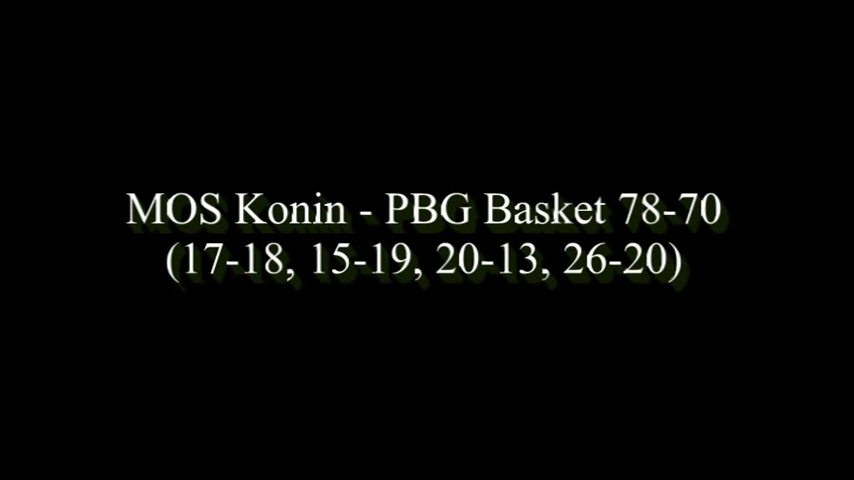 MOS Konin - PBG Basket 78-70
(17-18, 15-19, 20-13, 26-20)